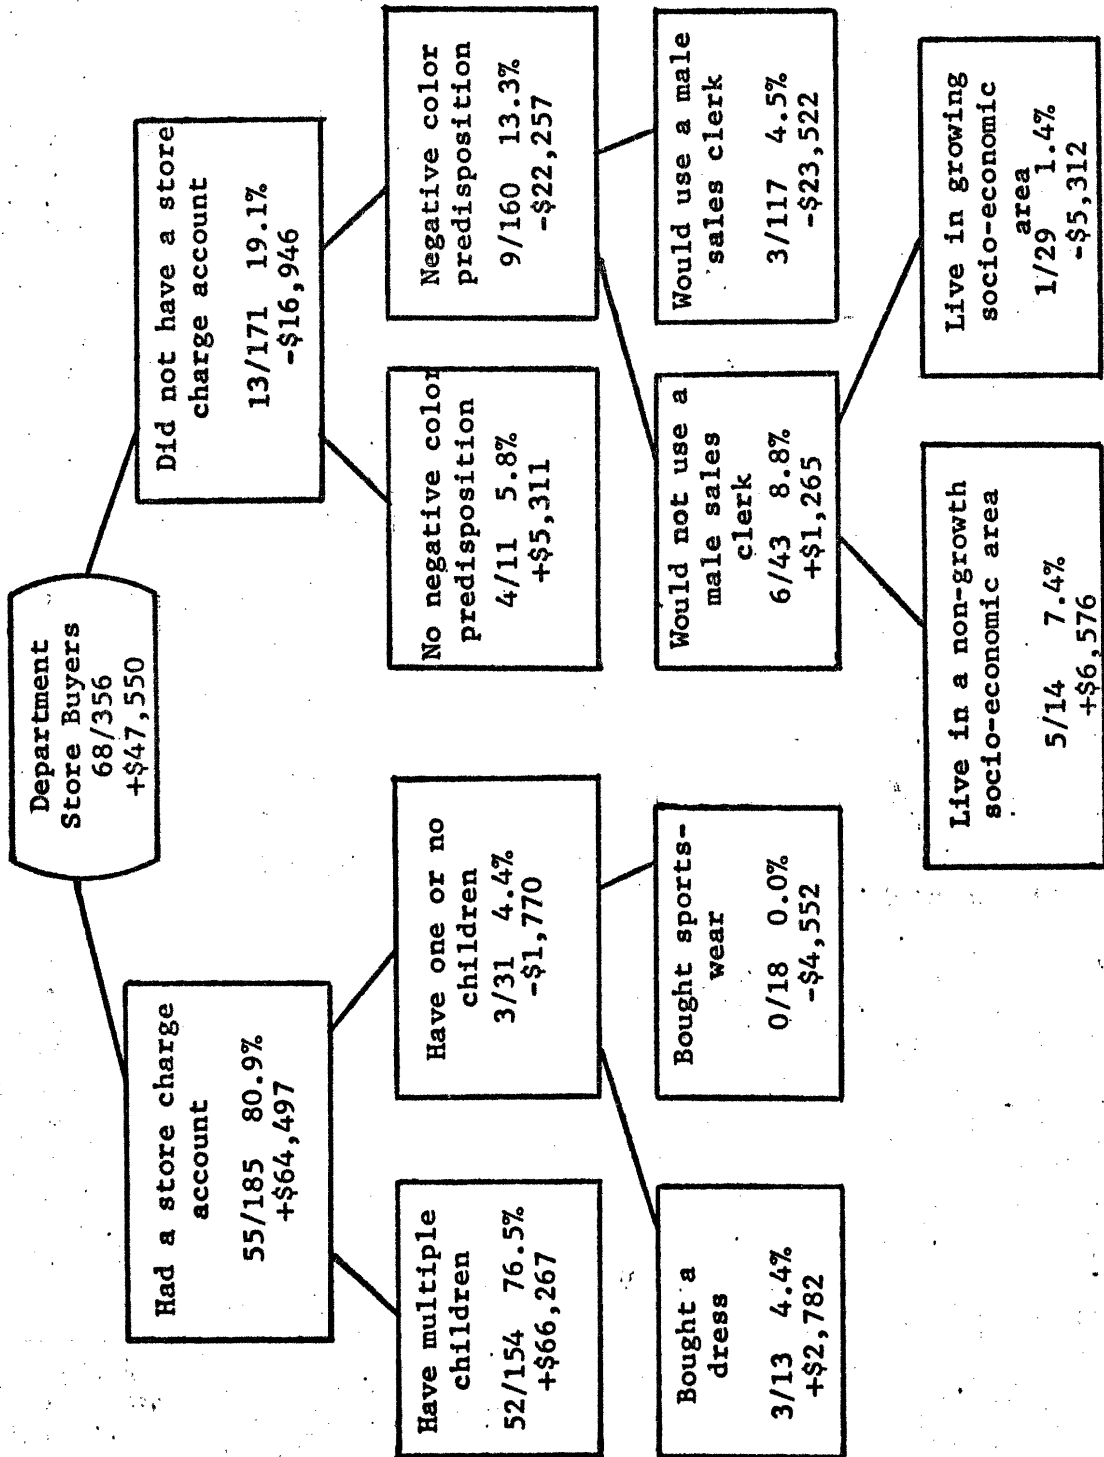 Department
Store Buyers
68/356
+$47,550
Had a store charge
account
55/185 80.9%
+$64,497
Did not have a store
charge account
13/171 19.1%
-$16,946
Have multiple
children
52/154 76.5%
+$66,267
Have one or no
children
3/31 4.4%
-$1,770
No negative color
predisposition
4/11 5.8%
+$5,311
Negative color
predisposition
9/160 13.3%
-$22,257
Bought a
dress
3/13 4.4%
+$2,782
Bought sports-
wear
0/18 0.0%
-$4,552
Would not use a
male sales
clerk
6/43 8.8%
+$1,265
Would use a male
sales clerk
3/117 4.5%
-$23,522
Live in a non-growth
socio-economic area
5/14 7.4%
+$6,576
Live in growing
socio-economic
area
1/29 1.4%
-$5,312